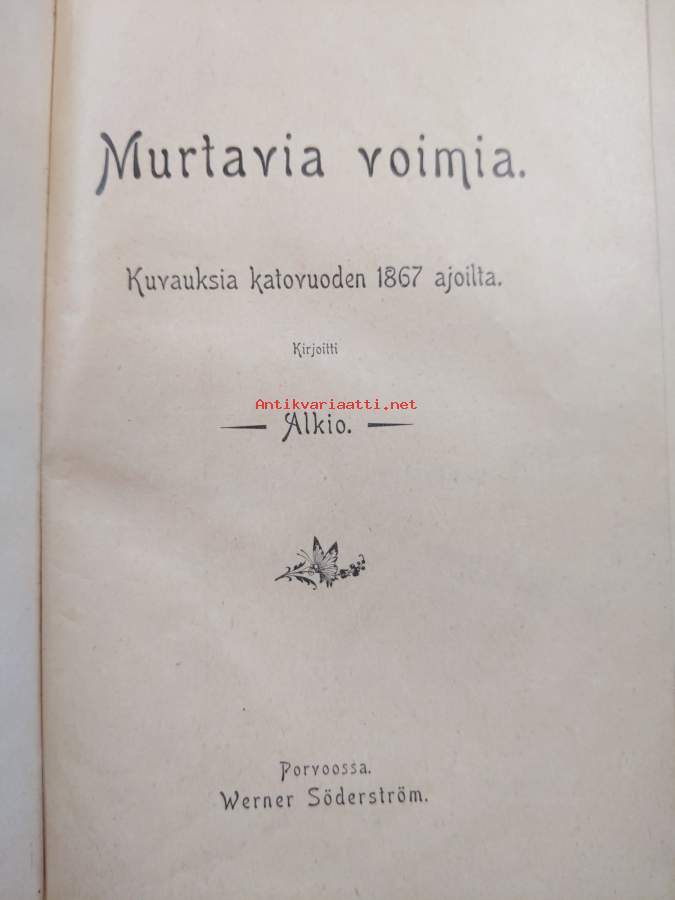 Murtavia voimia.
Kuvauksia katovuoden 1867 ajoilta.
Kirjoitti
Antikvariaatti.net
Alkio.
Porvoossa.
Werner Söderström.